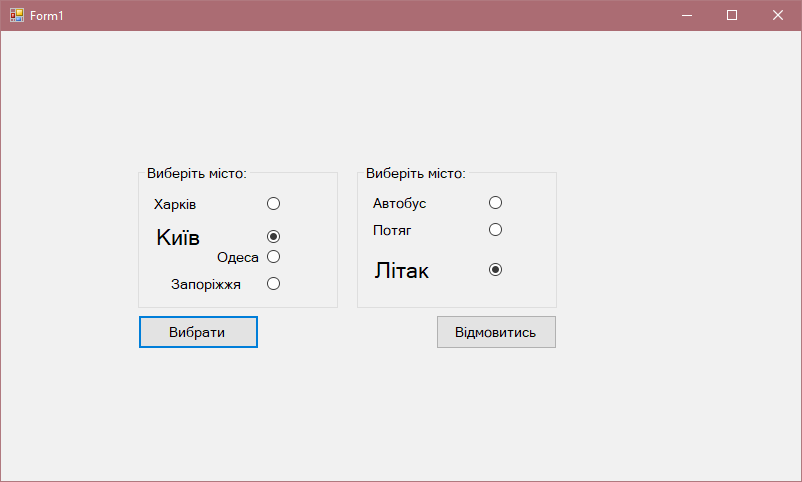 Form1
Виберіть місто:
Харків
Київ
Одеса
Запоріжжя
Виберіть місто:
Автобус
Потяг
Літак
Вибрати
Відмовитись